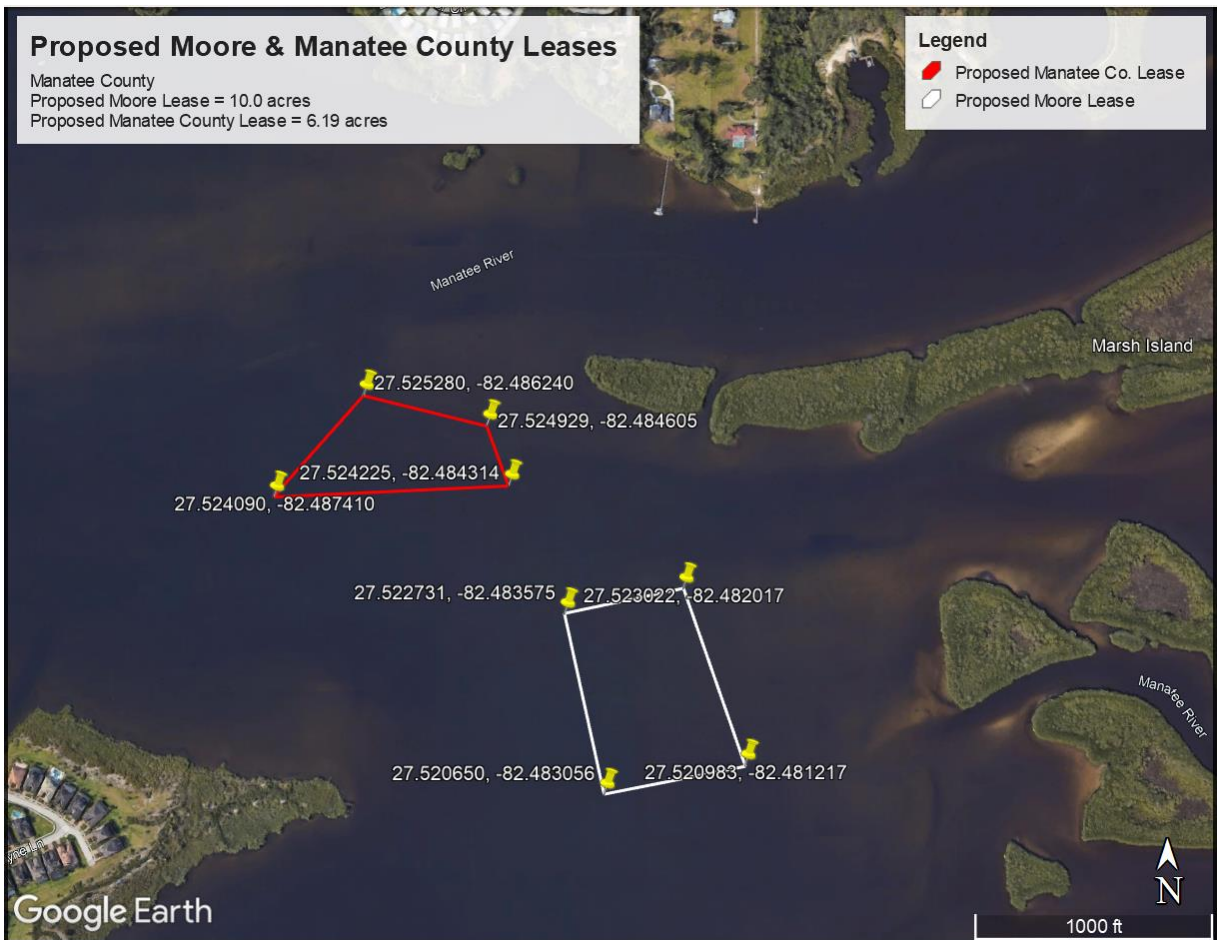 Proposed Moore & Manatee County Leases
Manatee County
Proposed Moore Lease = 10.0 acres
Proposed Manatee County Lease = 6.19 acres
Legend
Proposed Manatee Co. Lease
Proposed Moore Lease
Manatee River
Marsh Island
27.525280, -82.486240
27.524929, -82.484605
27.524225, -82.484314
27.524090, -82.487410
27.522731, -82.483575
27.523022, -82.482017
Manatee River
27.520650, -82.483056
27.520983, -82.481217
yne Ln
N
Google Earth
1000 ft